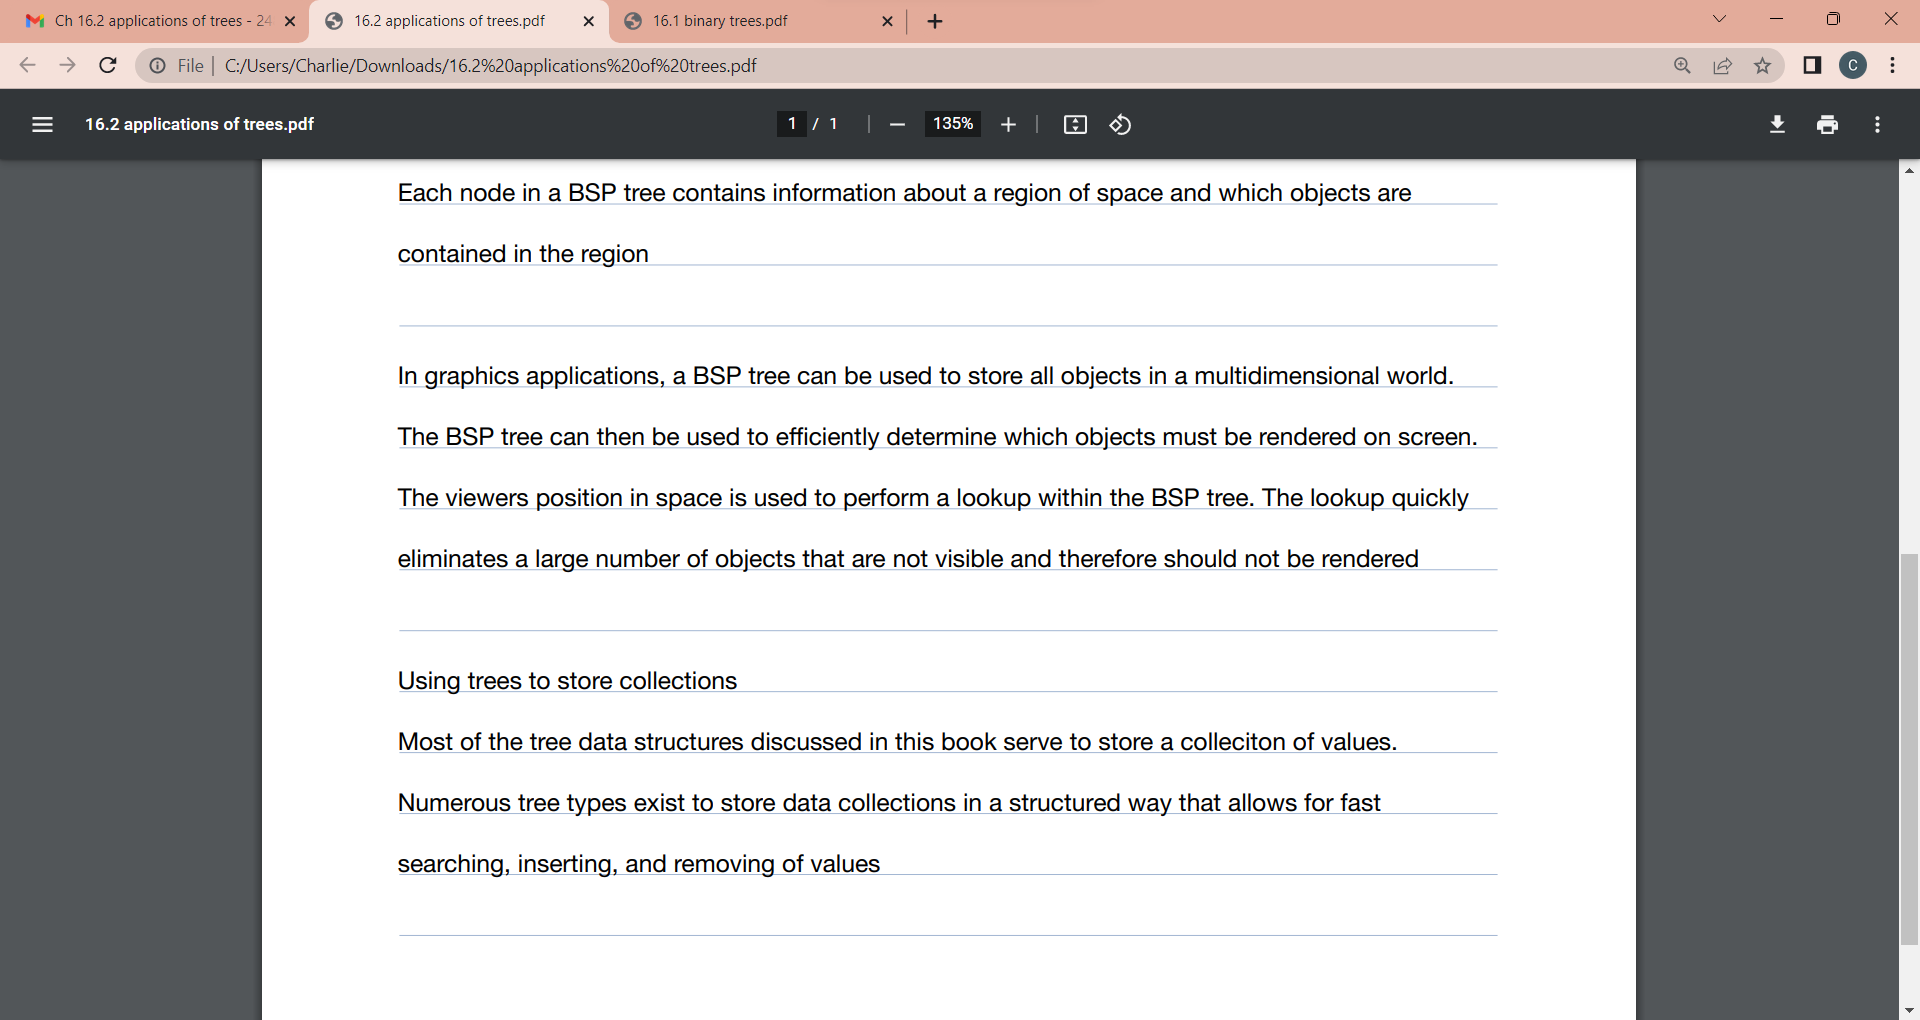 Ch 16.2 applications of trees - 24
16.2 applications of trees.pdf
16.1 binary trees.pdf
File
C:/Users/Charlie/Downloads/16.2%20applications%20of%20trees.pdf
C
16.2 applications of trees.pdf
1 / 1
135%
Each node in a BSP tree contains information about a region of space and which objects are
contained in the region
In graphics applications, a BSP tree can be used to store all objects in a multidimensional world.
The BSP tree can then be used to efficiently determine which objects must be rendered on screen.
The viewers position in space is used to perform a lookup within the BSP tree. The lookup quickly
eliminates a large number of objects that are not visible and therefore should not be rendered
Using trees to store collections
Most of the tree data structures discussed in this book serve to store a colleciton of values.
Numerous tree types exist to store data collections in a structured way that allows for fast
searching, inserting, and removing of values